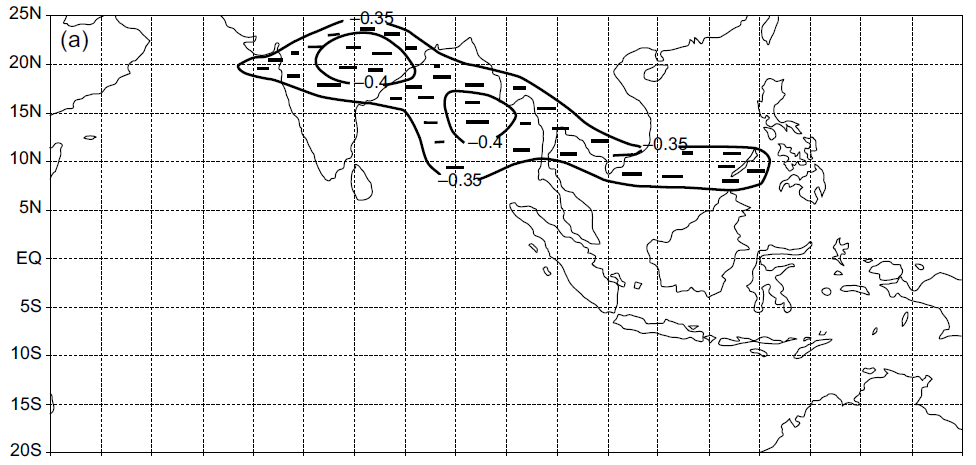 25N
(a)
20N
15N
10N
5N
EQ
5S
10S
15S
20S
–0.35
–0.4
–0.4
–0.35
–0.35